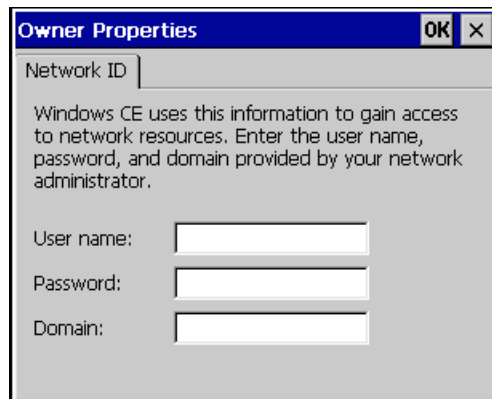 Owner Properties OK ×
Network ID
Windows CE uses this information to gain access
to network resources. Enter the user name,
password, and domain provided by your network
administrator.
User name:
Password:
Domain: